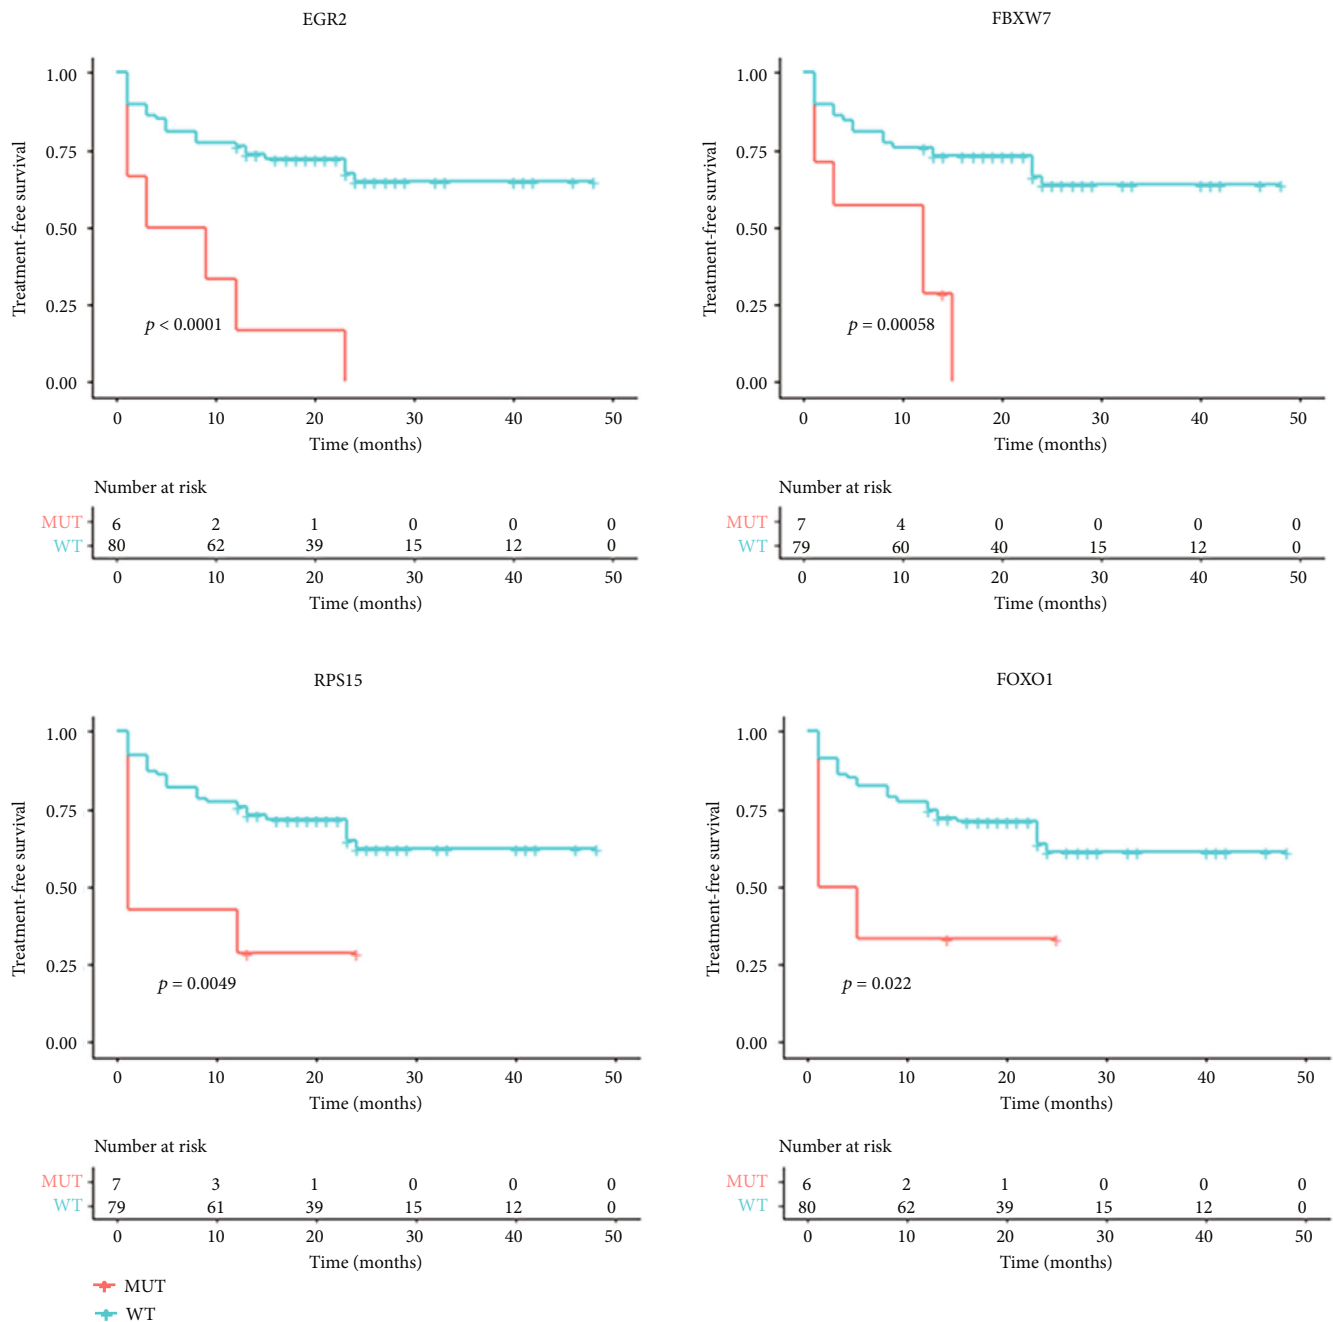 EGR2
Treatment-free survival
1.00
0.75
0.50
0.25
0.00
p < 0.0001
0 10 20 30 40 50
Time (months)
Number at risk
MUT 6 2 1 0 0 0
WT 80 62 39 15 12 0
0 10 20 30 40 50
Time (months)
FBXW7
Treatment-free survival
1.00
0.75
0.50
0.25
0.00
p = 0.00058
0 10 20 30 40 50
Time (months)
Number at risk
MUT 7 4 0 0 0 0
WT 79 60 40 15 12 0
0 10 20 30 40 50
Time (months)
RPS15
Treatment-free survival
1.00
0.75
0.50
0.25
0.00
p = 0.0049
0 10 20 30 40 50
Time (months)
Number at risk
MUT 7 3 1 0 0 0
WT 79 61 39 15 12 0
0 10 20 30 40 50
Time (months)
FOXO1
Treatment-free survival
1.00
0.75
0.50
0.25
0.00
p = 0.022
0 10 20 30 40 50
Time (months)
Number at risk
MUT 6 2 1 0 0 0
WT 80 62 39 15 12 0
0 10 20 30 40 50
Time (months)
MUT
WT